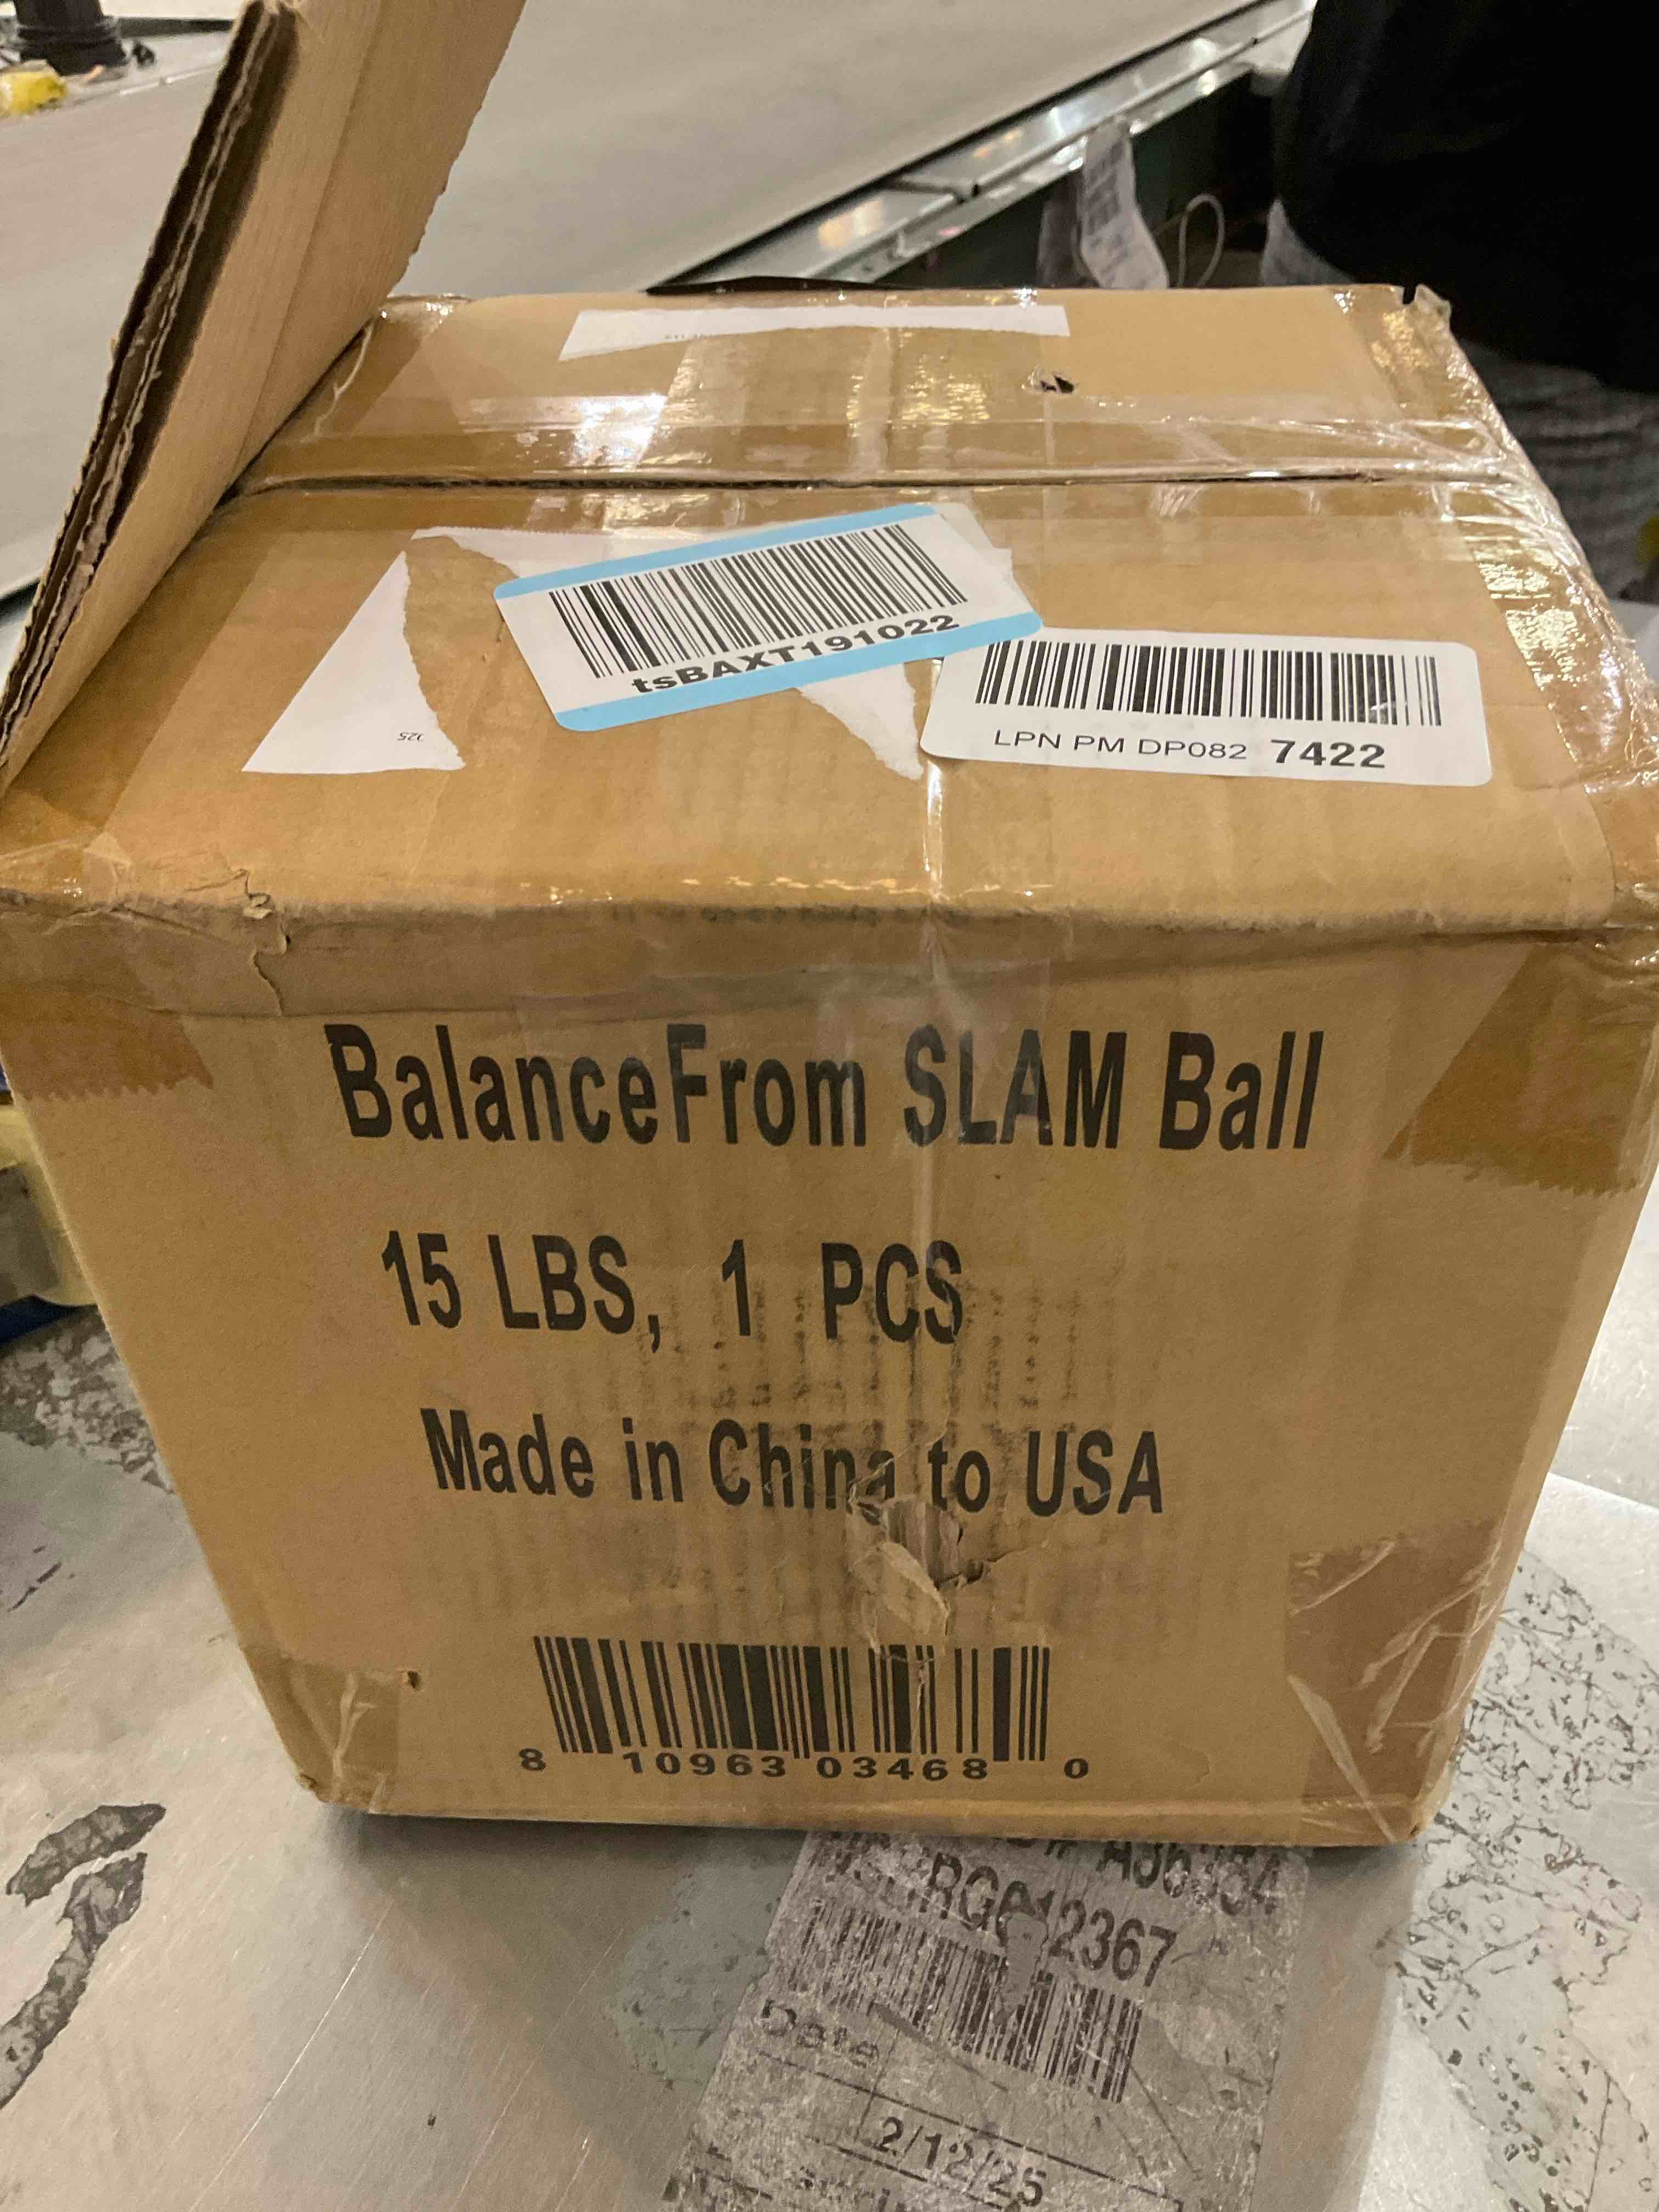 tsBAXT191022
LPN PM DP082 7422
BalanceFrom SLAM Ball
15 LBS, 1 PCS
Made in China to USA
8 10963 03468 0
Date
2/12/25